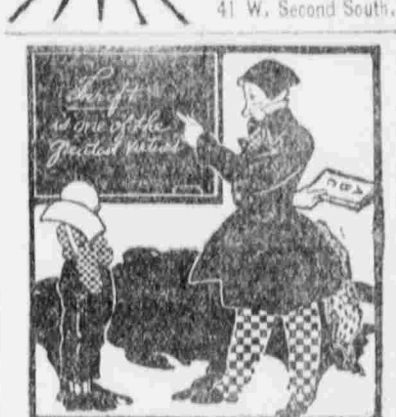 41 W. Second South.
Thrift
is one of the
Greatest Virtues
A B C